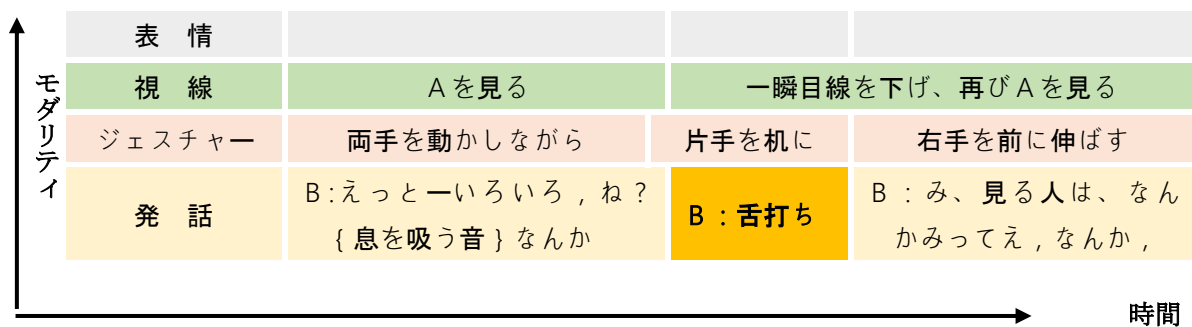 モダリティ
表　情
視　線
Aを見る
一瞬目線を下げ、再びAを見る
ジェスチャー
両手を動かしながら
片手を机に
右手を前に伸ばす
発　話
B:えっとーいろいろ,ね?
{息を吸う音}なんか
B：舌打ち
B：み、見る人は、なん
かみってえ,なんか,
時間